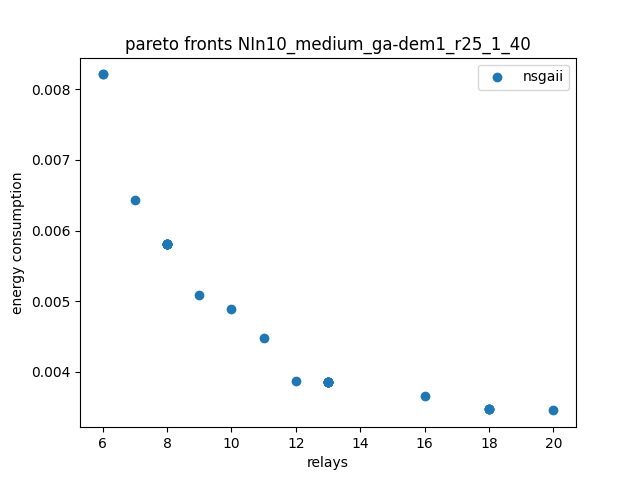 pareto fronts NIn10_medium_ga-dem1_r25_1_40
nsgaii
0.008
0.007
0.006
0.005
0.004
energy consumption
6 8 10 12 14 16 18 20
relays